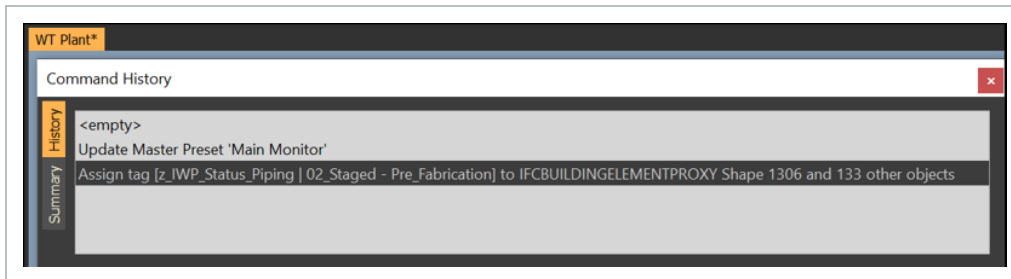 WT Plant*
Command History
×
History
Summary
<empty>
Update Master Preset 'Main Monitor'
Assign tag [z_IWP_Status_Piping | 02_Staged - Pre_Fabrication] to IFCBUILDINGELEMENTPROXY Shape 1306 and 133 other objects